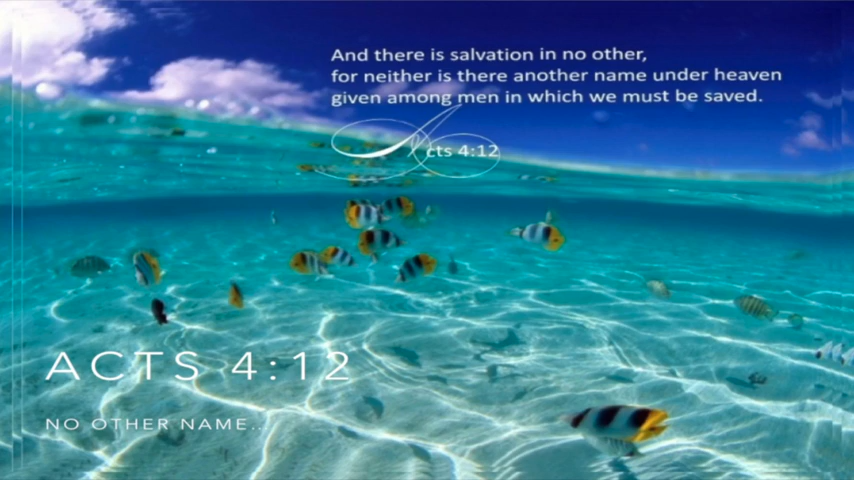 And there is salvation in no other,
for neither is there another name under heaven
given among men in which we must be saved.
Acts 4:12
ACTS 4:12
NO OTHER NAME..